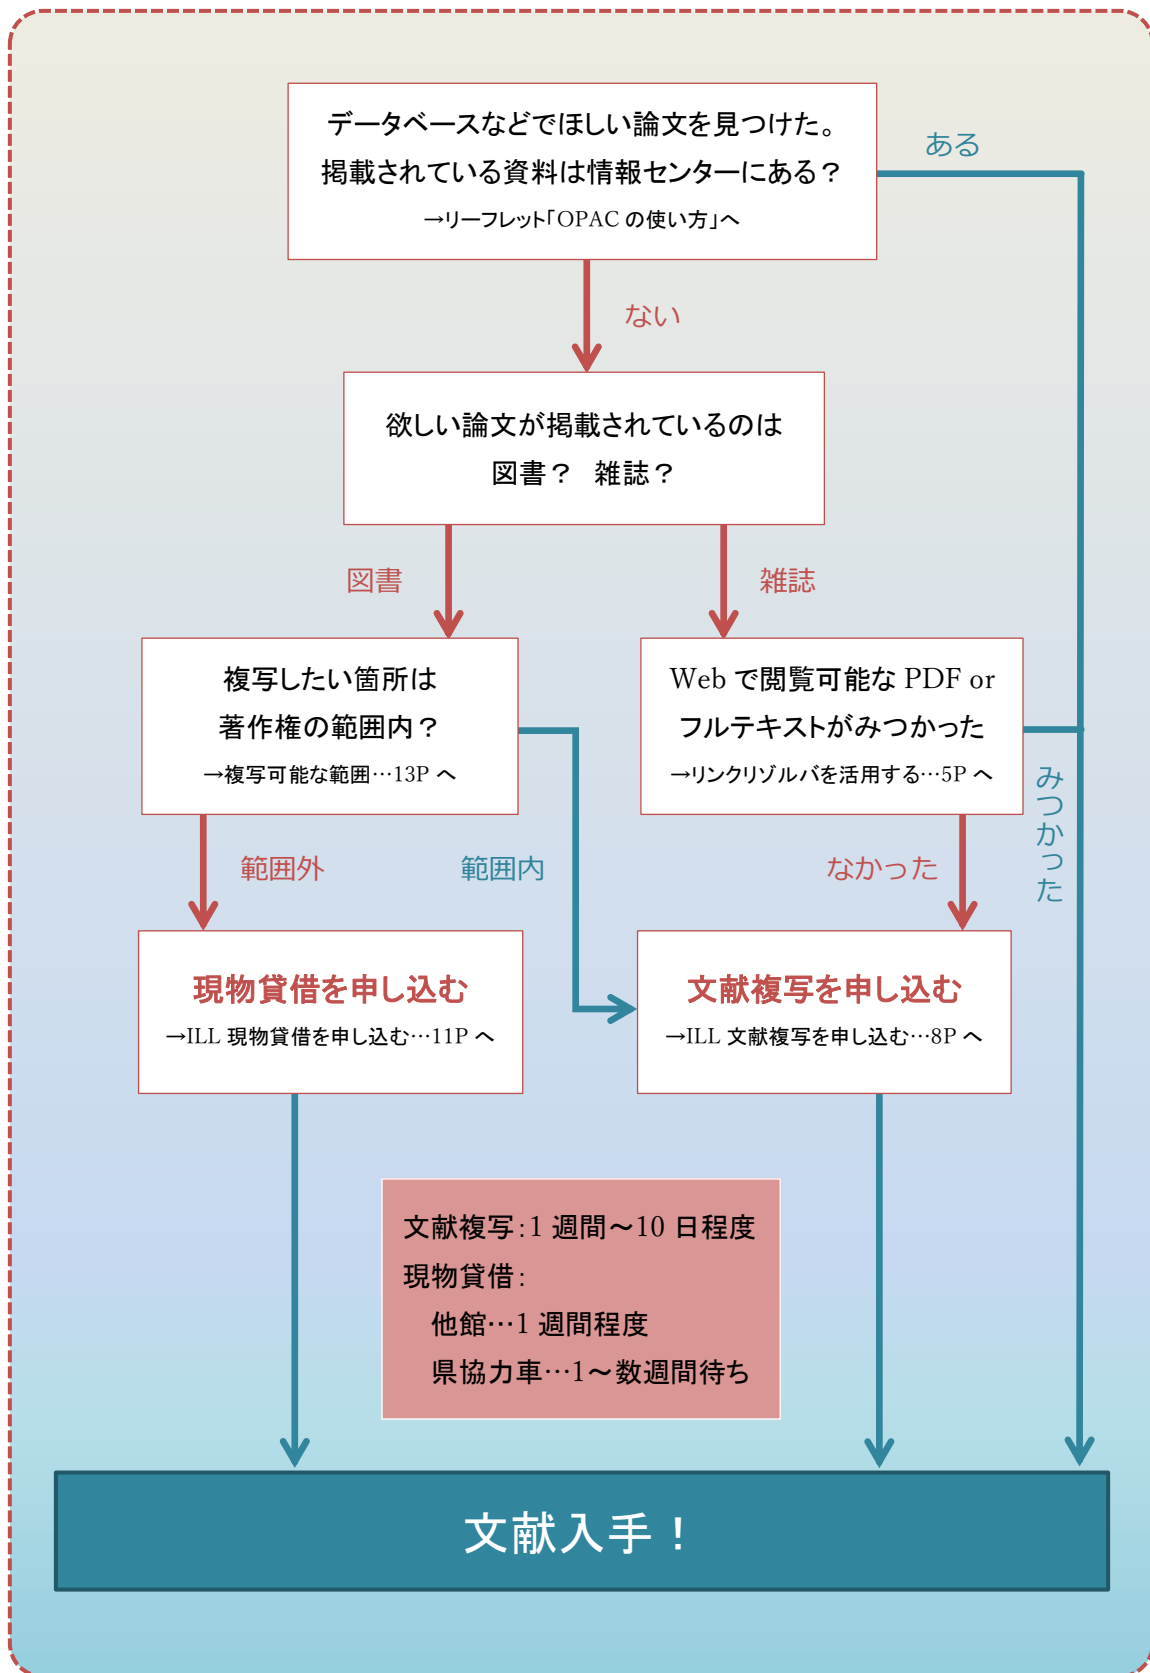 データベースなどでほしい論文を見つけた。
掲載されている資料は情報センターにある？
→リーフレット「OPAC の使い方」へ
ある
ない
欲しい論文が掲載されているのは
図書？　雑誌？
図書
雑誌
複写したい箇所は
著作権の範囲内？
→複写可能な範囲…13P へ
Web で閲覧可能な PDF or
フルテキストがみつかった
→リンクリゾルバを活用する…5P へ
みつかった
範囲外
範囲内
なかった
現物貸借を申し込む
→ILL 現物貸借を申し込む…11P へ
文献複写を申し込む
→ILL 文献複写を申し込む…8P へ
文献複写：1 週間～10 日程度
現物貸借：
他館…1 週間程度
県協力車…1～数週間待ち
文献入手！